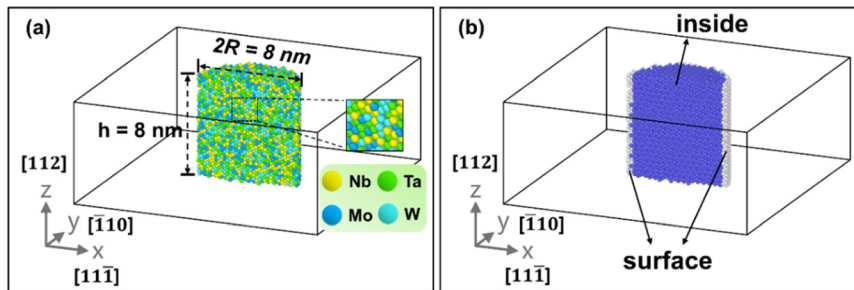 (a)
2R = 8 nm
h = 8 nm
Nb
Ta
Mo
W
[112]
z
y
[1̄10]
x
[111̄]
(b)
inside
[112]
z
y
[1̄10]
x
[111̄]
surface